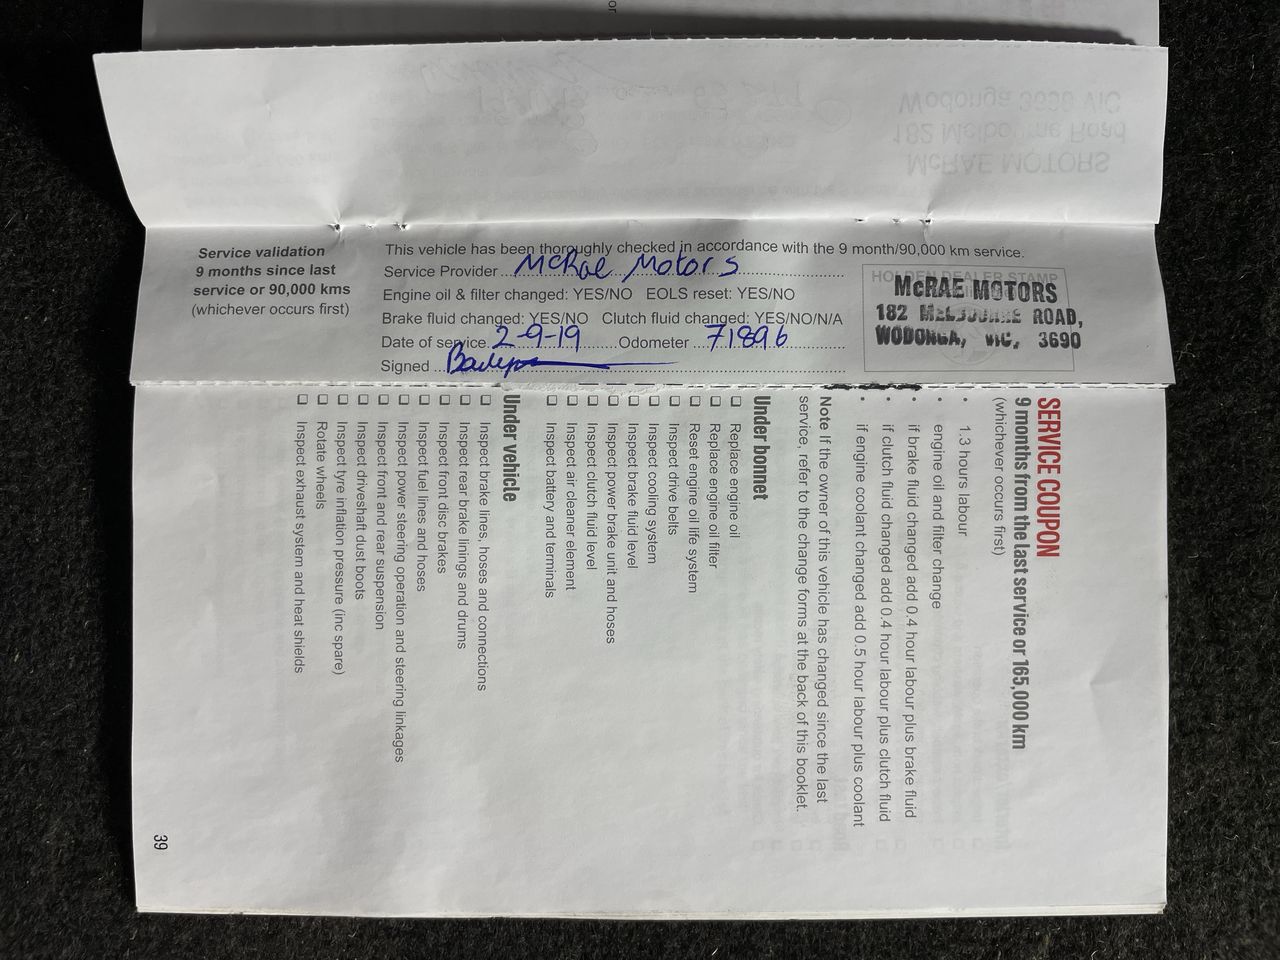 or
Service validation
9 months since last
service or 90,000 kms
(whichever occurs first)
This vehicle has been thoroughly checked in accordance with the 9 month/90,000 km service.
Service Provider McRae Motors
Engine oil & filter changed: YES/NO EOLS reset: YES/NO
Brake fluid changed: YES/NO Clutch fluid changed: YES/NO/N/A
Date of service 2-9-19 Odometer 71896
Signed
HOLDEN DEALER STAMP
McRAE MOTORS
182 MELBOURNE ROAD,
WODONGA, VIC, 3690
SERVICE COUPON
9 months from the last service or 165,000 km
(whichever occurs first)
• 1.3 hours labour
• engine oil and filter change
• if brake fluid changed add 0.4 hour labour plus brake fluid
• if clutch fluid changed add 0.4 hour labour plus clutch fluid
• if engine coolant changed add 0.5 hour labour plus coolant
Note If the owner of this vehicle has changed since the last
service, refer to the change forms at the back of this booklet.
Under bonnet
❑ Replace engine oil
❑ Replace engine oil filter
❑ Reset engine oil life system
❑ Inspect drive belts
❑ Inspect cooling system
❑ Inspect brake fluid level
❑ Inspect power brake unit and hoses
❑ Inspect clutch fluid level
❑ Inspect air cleaner element
❑ Inspect battery and terminals
Under vehicle
❑ Inspect brake lines, hoses and connections
❑ Inspect rear brake linings and drums
❑ Inspect front disc brakes
❑ Inspect fuel lines and hoses
❑ Inspect power steering operation and steering linkages
❑ Inspect front and rear suspension
❑ Inspect driveshaft dust boots
❑ Inspect tyre inflation pressure (inc spare)
❑ Rotate wheels
❑ Inspect exhaust system and heat shields
39